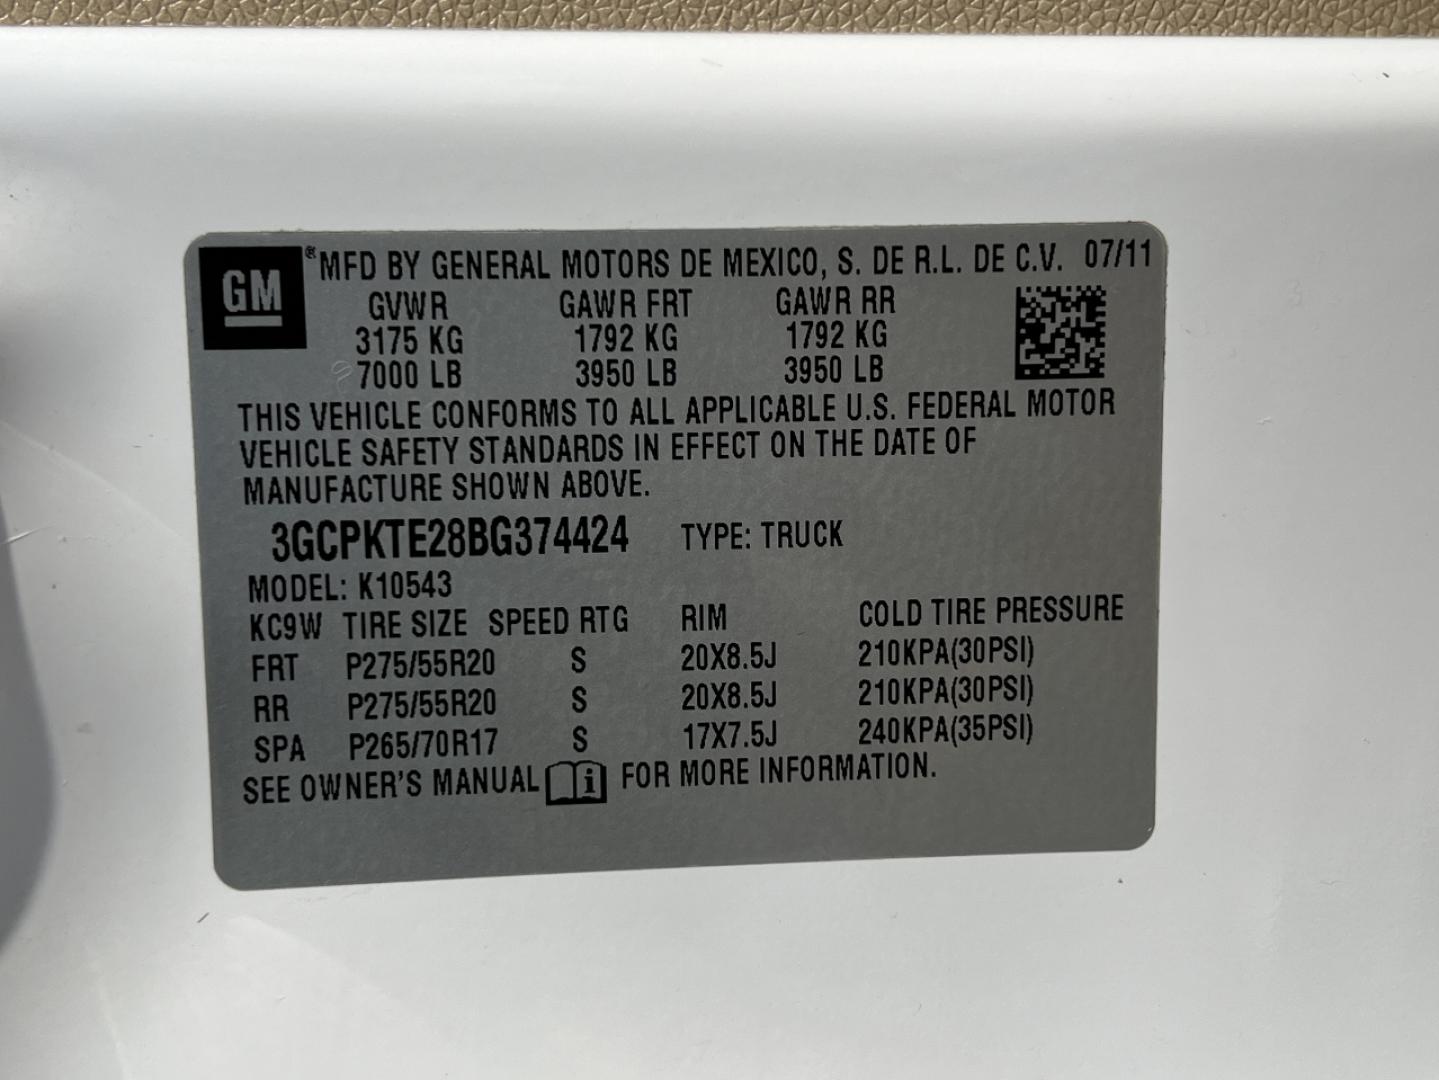 GM ® MFD BY GENERAL MOTORS DE MEXICO, S. DE R.L. DE C.V. 07/11
GVWR GAWR FRT GAWR RR
3175 KG 1792 KG 1792 KG
7000 LB 3950 LB 3950 LB
THIS VEHICLE CONFORMS TO ALL APPLICABLE U.S. FEDERAL MOTOR
VEHICLE SAFETY STANDARDS IN EFFECT ON THE DATE OF
MANUFACTURE SHOWN ABOVE.
3GCPKTE28BG374424 TYPE: TRUCK
MODEL: K10543
KC9W TIRE SIZE SPEED RTG RIM COLD TIRE PRESSURE
FRT P275/55R20 S 20X8.5J 210KPA(30PSI)
RR P275/55R20 S 20X8.5J 210KPA(30PSI)
SPA P265/70R17 S 17X7.5J 240KPA(35PSI)
SEE OWNER'S MANUAL i FOR MORE INFORMATION.